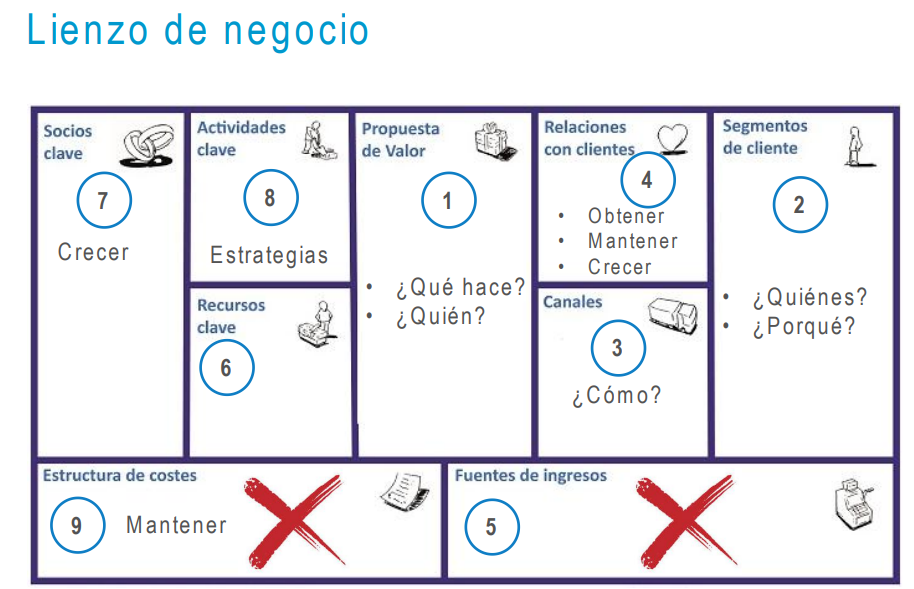 Lienzo de negocio
Socios
clave
7
Crecer
Actividades
clave
8
Estrategias
Recursos
clave
6
Propuesta
de Valor
1
• ¿Qué hace?
• ¿Quién?
Relaciones
con clientes
4
• Obtener
• Mantener
• Crecer
Canales
3
¿Cómo?
Segmentos
de cliente
2
• ¿Quiénes?
• ¿Porqué?
Estructura de costes
9 Mantener
Fuentes de ingresos
5